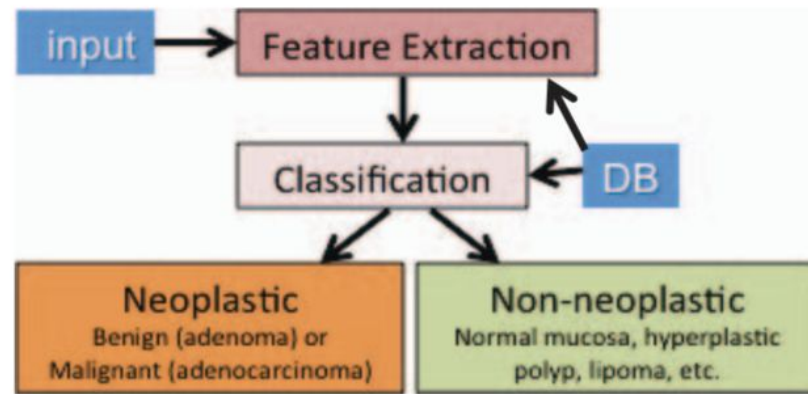 input
Feature Extraction
Classification
DB
Neoplastic
Benign (adenoma) or
Malignant (adenocarcinoma)
Non-neoplastic
Normal mucosa, hyperplastic
polyp, lipoma, etc.